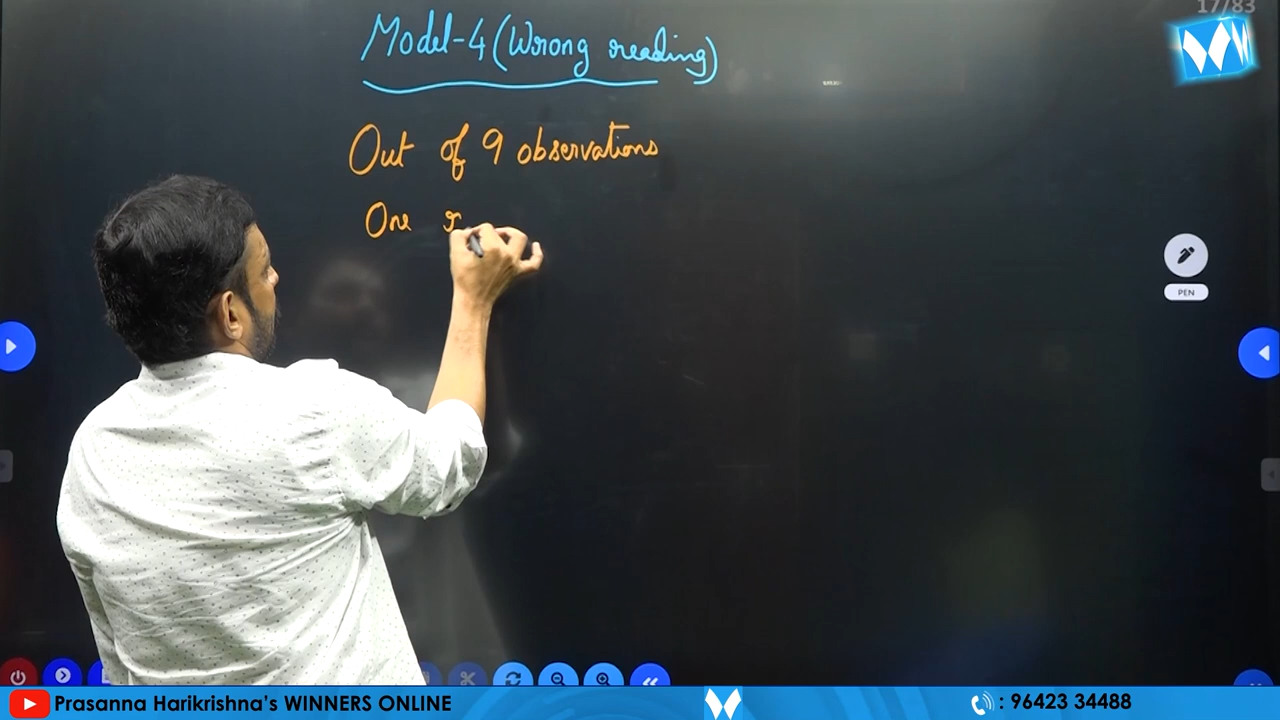 17/83
Model-4 (Wrong reading)
Out of 9 observations
One r
PEN
Prasanna Harikrishna's WINNERS ONLINE
: 96423 34488